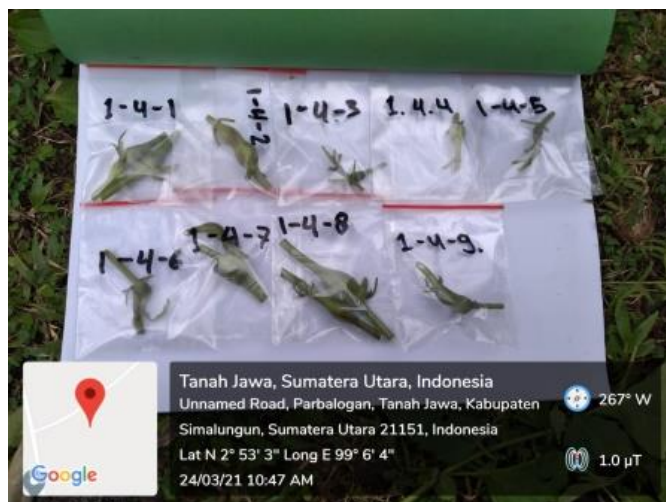 1-4-1
1-4-2
1-4-3
1.4.4
1-4-5
1-4-6
1-4-7
1-4-8
1-4-9.
Tanah Jawa, Sumatera Utara, Indonesia
Unnamed Road, Parbalogan, Tanah Jawa, Kabupaten
Simalungun, Sumatera Utara 21151, Indonesia
Lat N 2° 53' 3" Long E 99° 6' 4"
24/03/21 10:47 AM
267° W
1.0 µT
Google